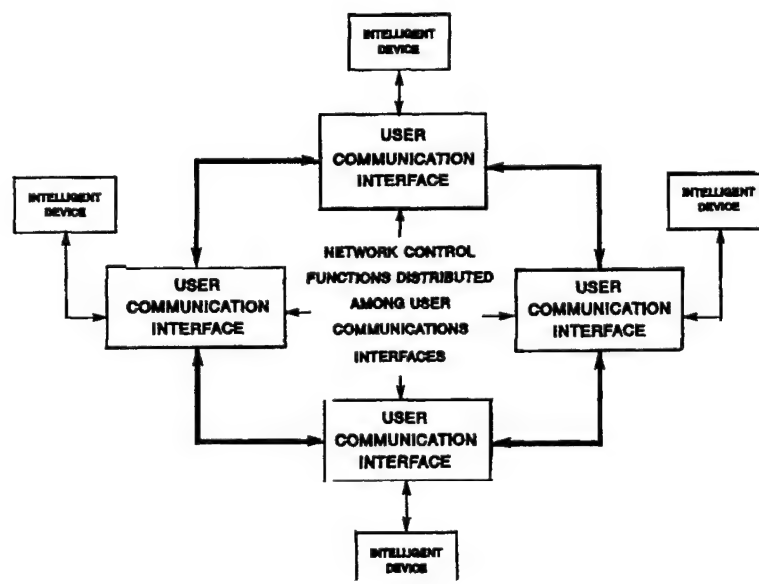 INTELLIGENT
DEVICE
USER
COMMUNICATION
INTERFACE
INTELLIGENT
DEVICE
INTELLIGENT
DEVICE
NETWORK CONTROL
FUNCTIONS DISTRIBUTED
AMONG USER
COMMUNICATIONS
INTERFACES
USER
COMMUNICATION
INTERFACE
USER
COMMUNICATION
INTERFACE
USER
COMMUNICATION
INTERFACE
INTELLIGENT
DEVICE